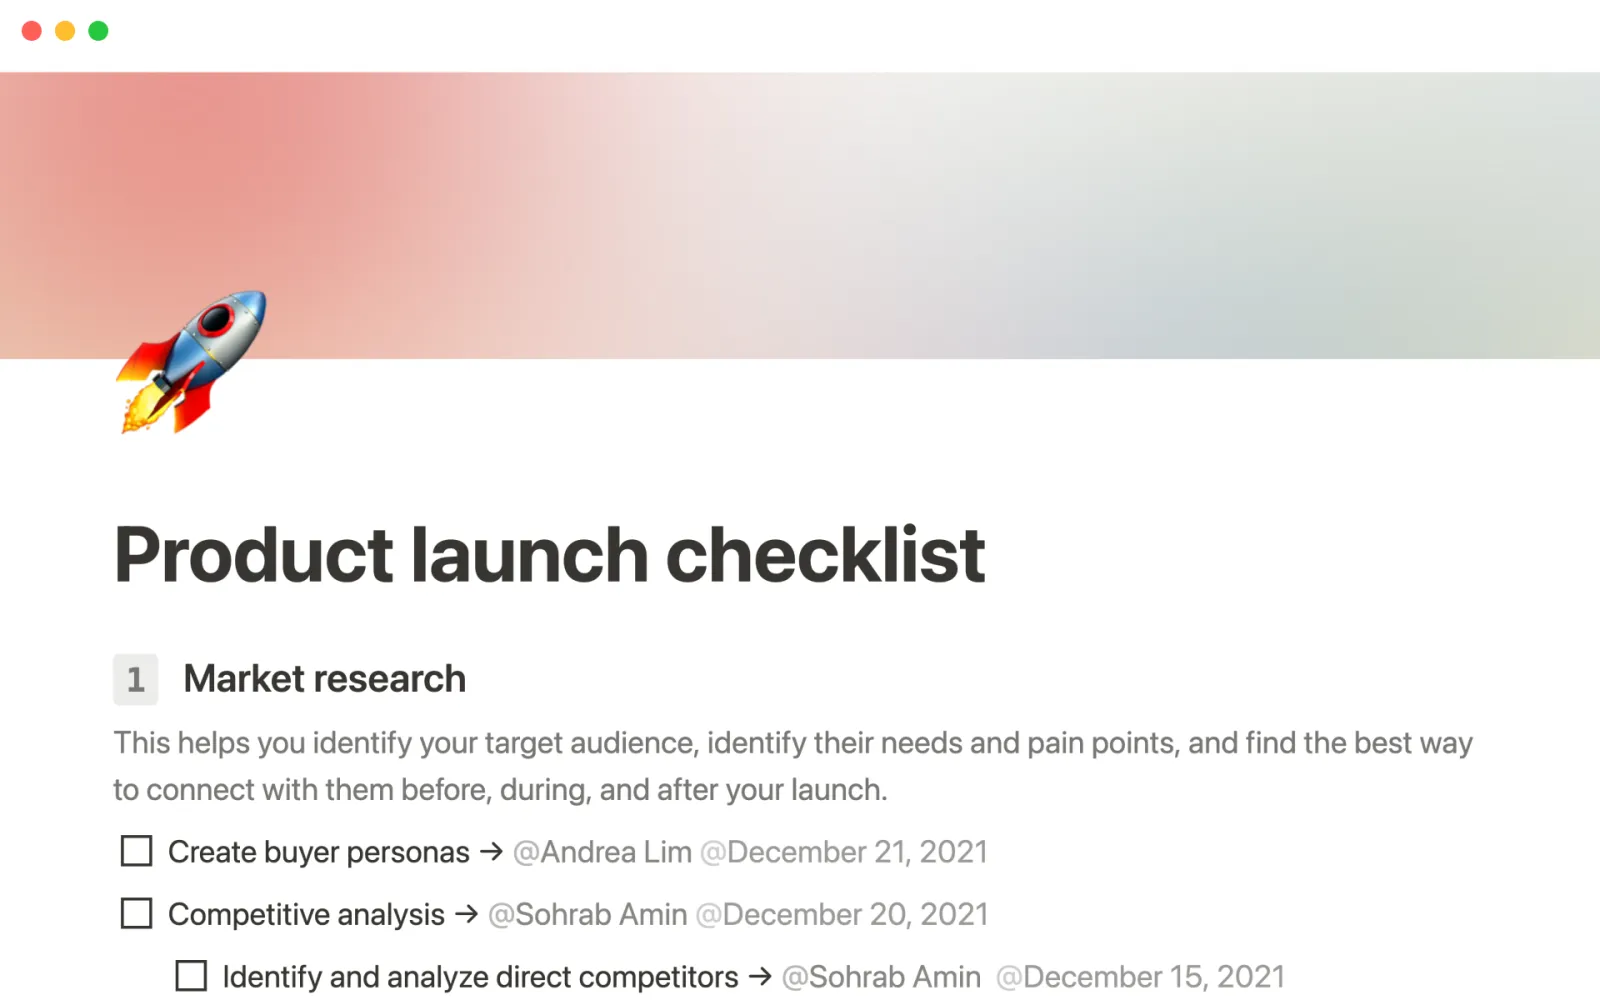 Product launch checklist
1 Market research
This helps you identify your target audience, identify their needs and pain points, and find the best way
to connect with them before, during, and after your launch.
Create buyer personas → @Andrea Lim @December 21, 2021
Competitive analysis → @Sohrab Amin @December 20, 2021
Identify and analyze direct competitors → @Sohrab Amin @December 15, 2021